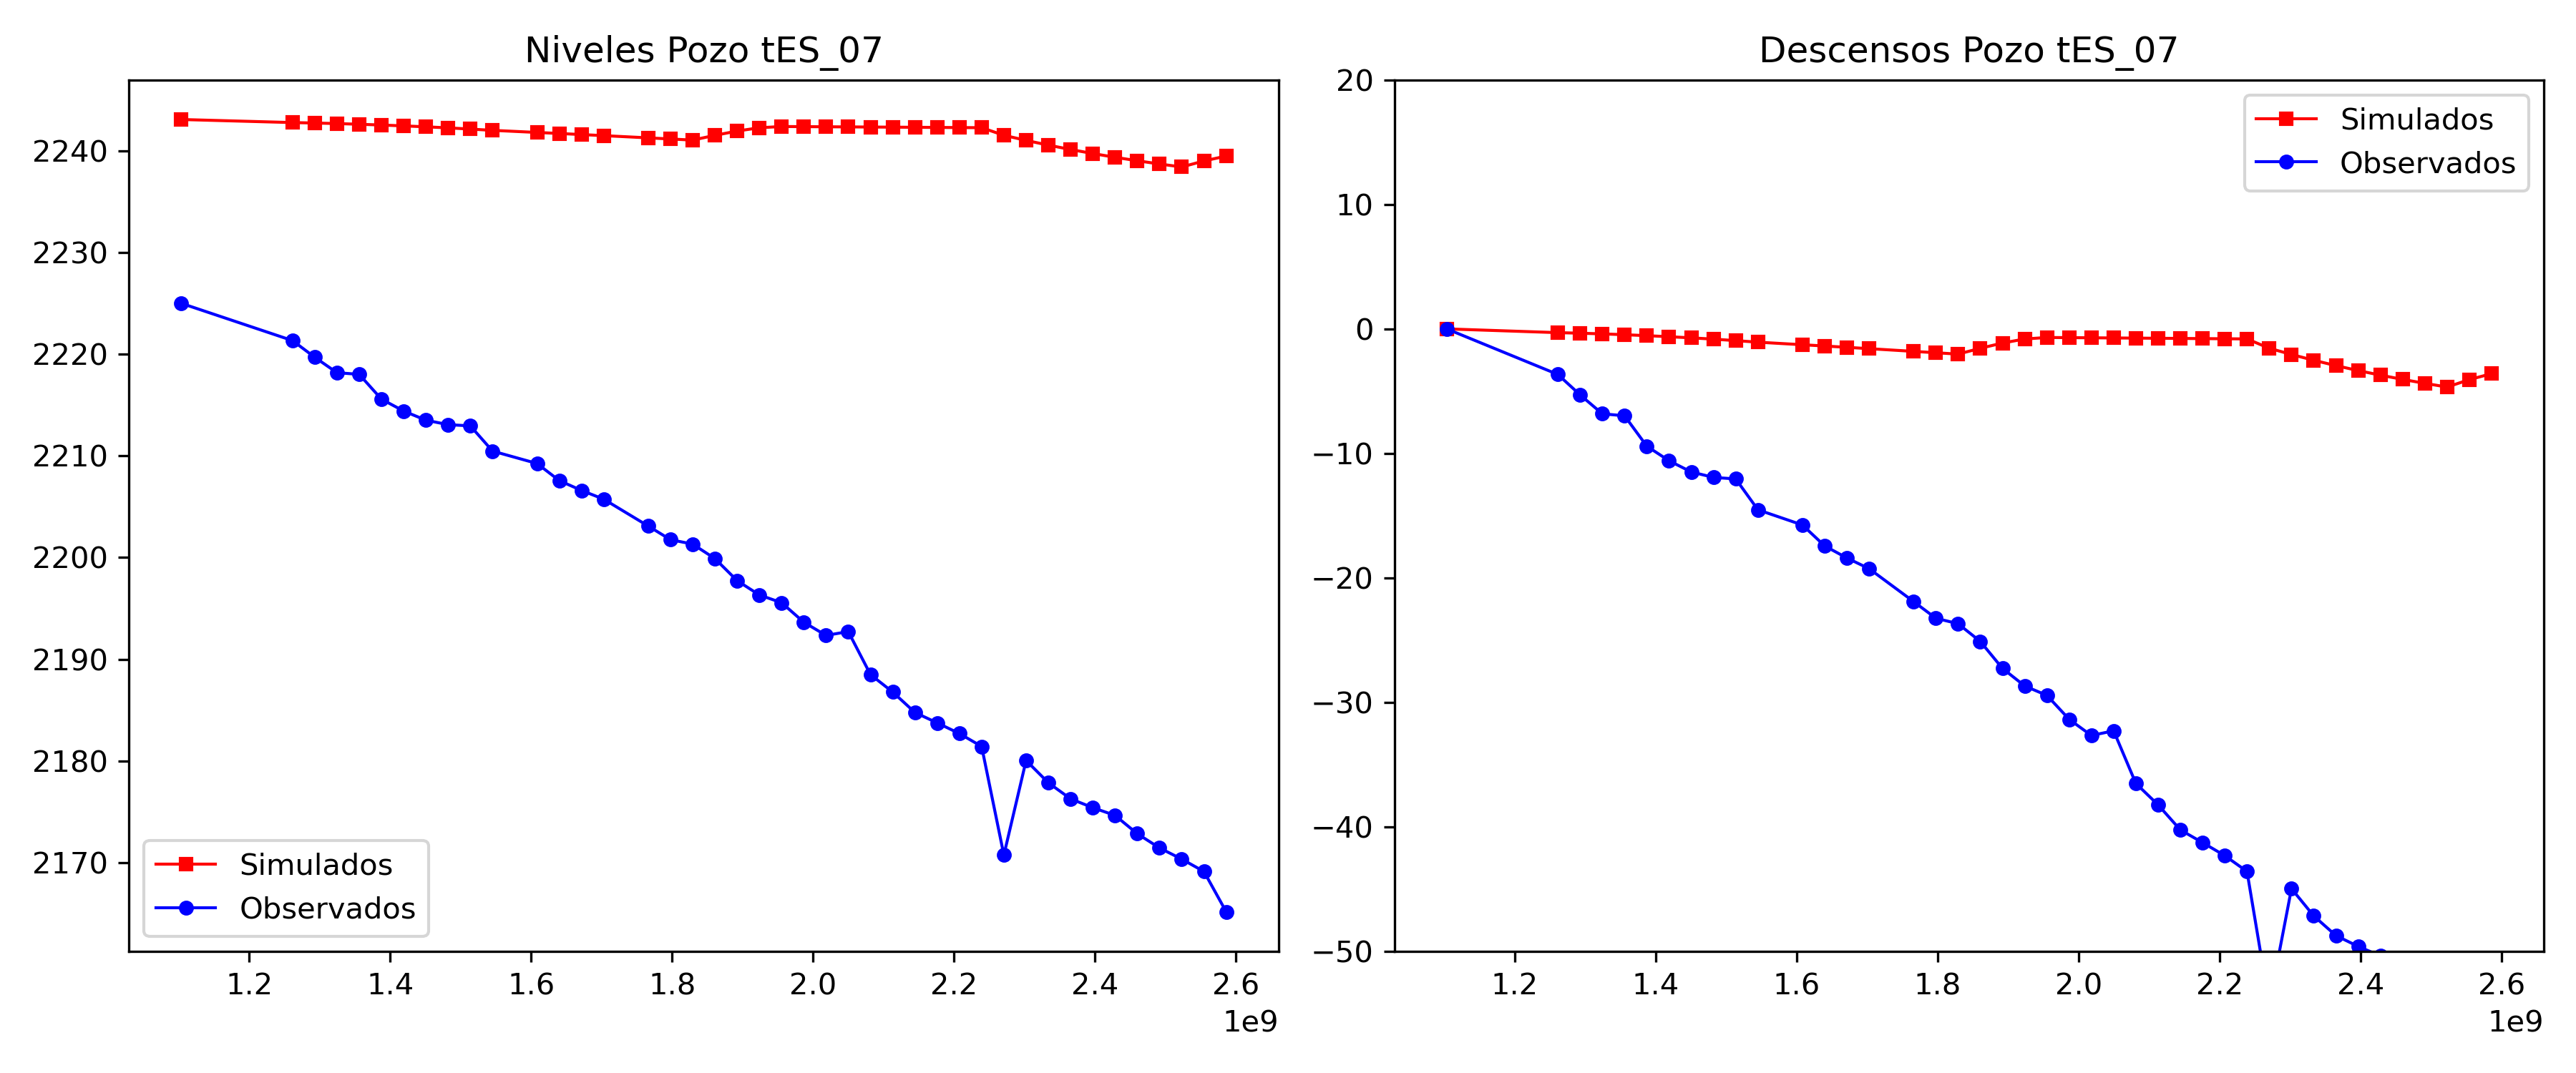 Niveles Pozo tES_07
2240
2230
2220
2210
2200
2190
2180
2170
Simulados
Observados
1.2 1.4 1.6 1.8 2.0 2.2 2.4 2.6
1e9
Descensos Pozo tES_07
20
10
0
−10
−20
−30
−40
−50
Simulados
Observados
1.2 1.4 1.6 1.8 2.0 2.2 2.4 2.6
1e9